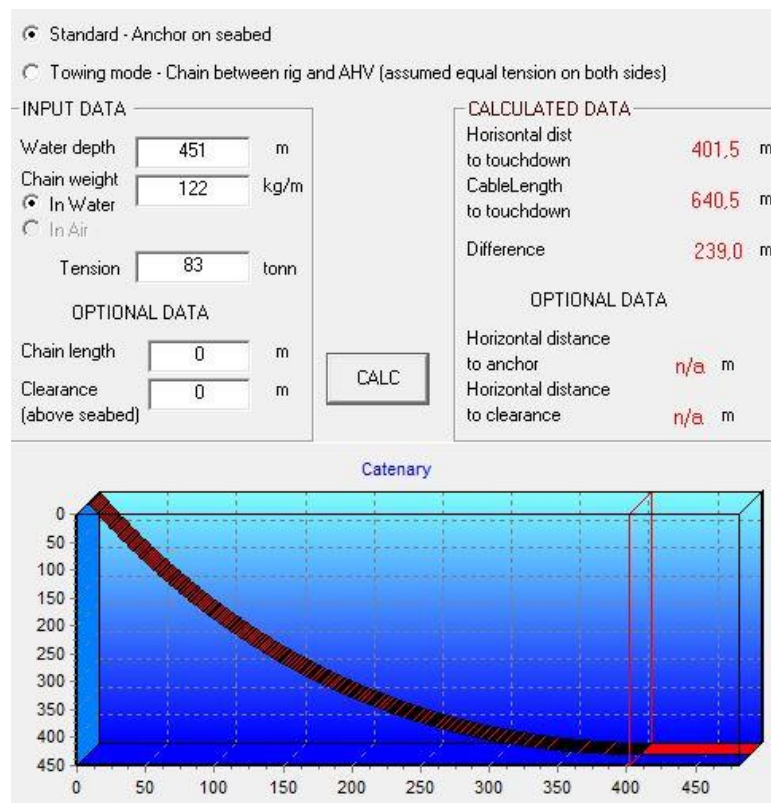 Standard - Anchor on seabed
Towing mode - Chain between rig and AHV (assumed equal tension on both sides)
INPUT DATA
Water depth 451 m
Chain weight 122 kg/m
In Water
In Air
Tension 83 tonn
OPTIONAL DATA
Chain length 0 m
Clearance 0 m
(above seabed)
CALC
CALCULATED DATA
Horisontal dist
to touchdown 401,5 m
CableLength
to touchdown 640,5 m
Difference 239,0 m
OPTIONAL DATA
Horizontal distance
to anchor n/a m
Horizontal distance
to clearance n/a m
Catenary
0
50
100
150
200
250
300
350
400
450
0 50 100 150 200 250 300 350 400 450